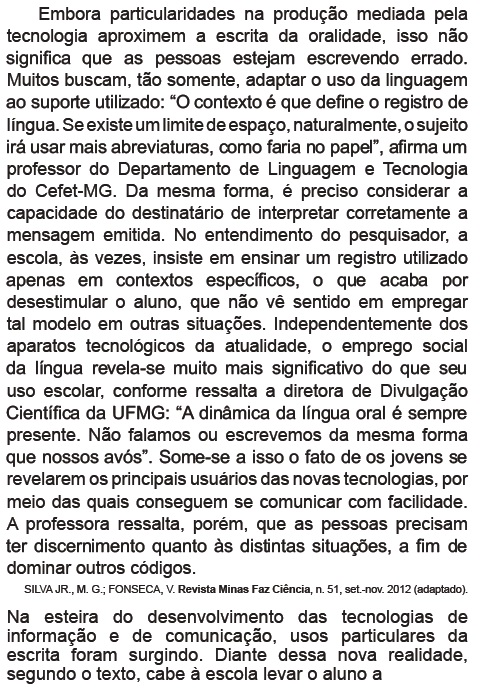 Embora particularidades na produção mediada pela
tecnologia aproximem a escrita da oralidade, isso não
significa que as pessoas estejam escrevendo errado.
Muitos buscam, tão somente, adaptar o uso da linguagem
ao suporte utilizado: “O contexto é que define o registro de
língua. Se existe um limite de espaço, naturalmente, o sujeito
irá usar mais abreviaturas, como faria no papel”, afirma um
professor do Departamento de Linguagem e Tecnologia
do Cefet-MG. Da mesma forma, é preciso considerar a
capacidade do destinatário de interpretar corretamente a
mensagem emitida. No entendimento do pesquisador, a
escola, às vezes, insiste em ensinar um registro utilizado
apenas em contextos específicos, o que acaba por
desestimular o aluno, que não vê sentido em empregar
tal modelo em outras situações. Independentemente dos
aparatos tecnológicos da atualidade, o emprego social
da língua revela-se muito mais significativo do que seu
uso escolar, conforme ressalta a diretora de Divulgação
Científica da UFMG: “A dinâmica da língua oral é sempre
presente. Não falamos ou escrevemos da mesma forma
que nossos avós”. Some-se a isso o fato de os jovens se
revelarem os principais usuários das novas tecnologias, por
meio das quais conseguem se comunicar com facilidade.
A professora ressalta, porém, que as pessoas precisam
ter discernimento quanto às distintas situações, a fim de
dominar outros códigos.
SILVA JR., M. G.; FONSECA, V. Revista Minas Faz Ciência, n. 51, set.-nov. 2012 (adaptado).
Na esteira do desenvolvimento das tecnologias de
informação e de comunicação, usos particulares da
escrita foram surgindo. Diante dessa nova realidade,
segundo o texto, cabe à escola levar o aluno a